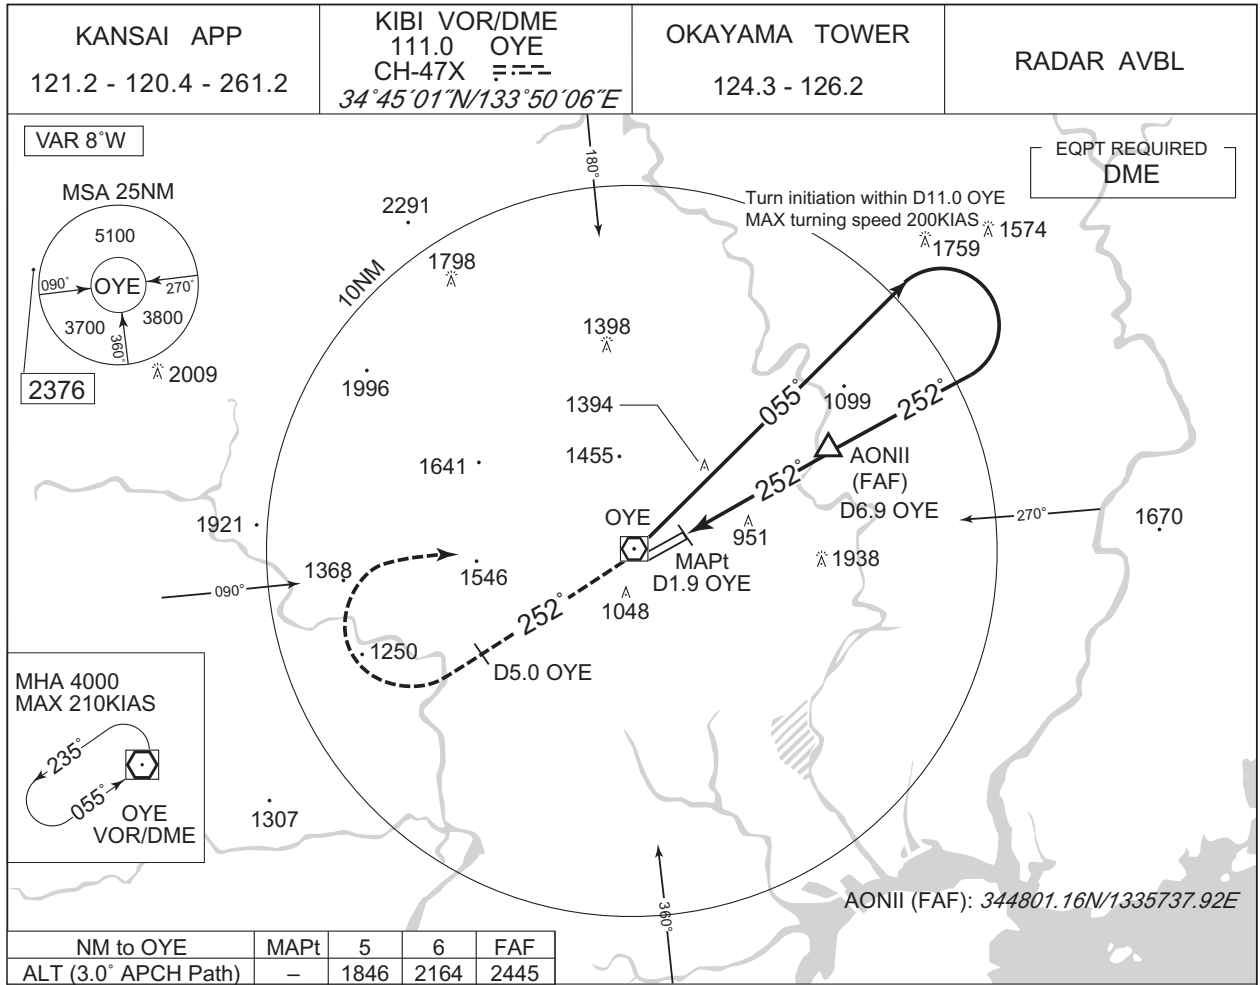 KANSAI APP
121.2 - 120.4 - 261.2
KIBI VOR/DME
111.0 OYE
CH-47X
34°45´01˝N/133°50´06˝E
OKAYAMA TOWER
124.3 - 126.2
RADAR AVBL
VAR 8°W
EQPT REQUIRED
DME
MSA 25NM
5100
OYE
090°
270°
3700
3800
360°
2376
2009
180°
Turn initiation within D11.0 OYE
MAX turning speed 200KIAS
1574
1759
2291
1798
10NM
1398
1996
1394
055°
1099
252°
1455
1641
252°
AONII
(FAF)
D6.9 OYE
1921
OYE
951
270°
1670
1368
1546
MAPt
D1.9 OYE
1938
090°
252°
1048
1250
D5.0 OYE
MHA 4000
MAX 210KIAS
235°
055°
OYE
VOR/DME
1307
360°
AONII (FAF): 344801.16N/1335737.92E
NM to OYE MAPt 5 6 FAF
ALT (3.0° APCH Path) – 1846 2164 2445